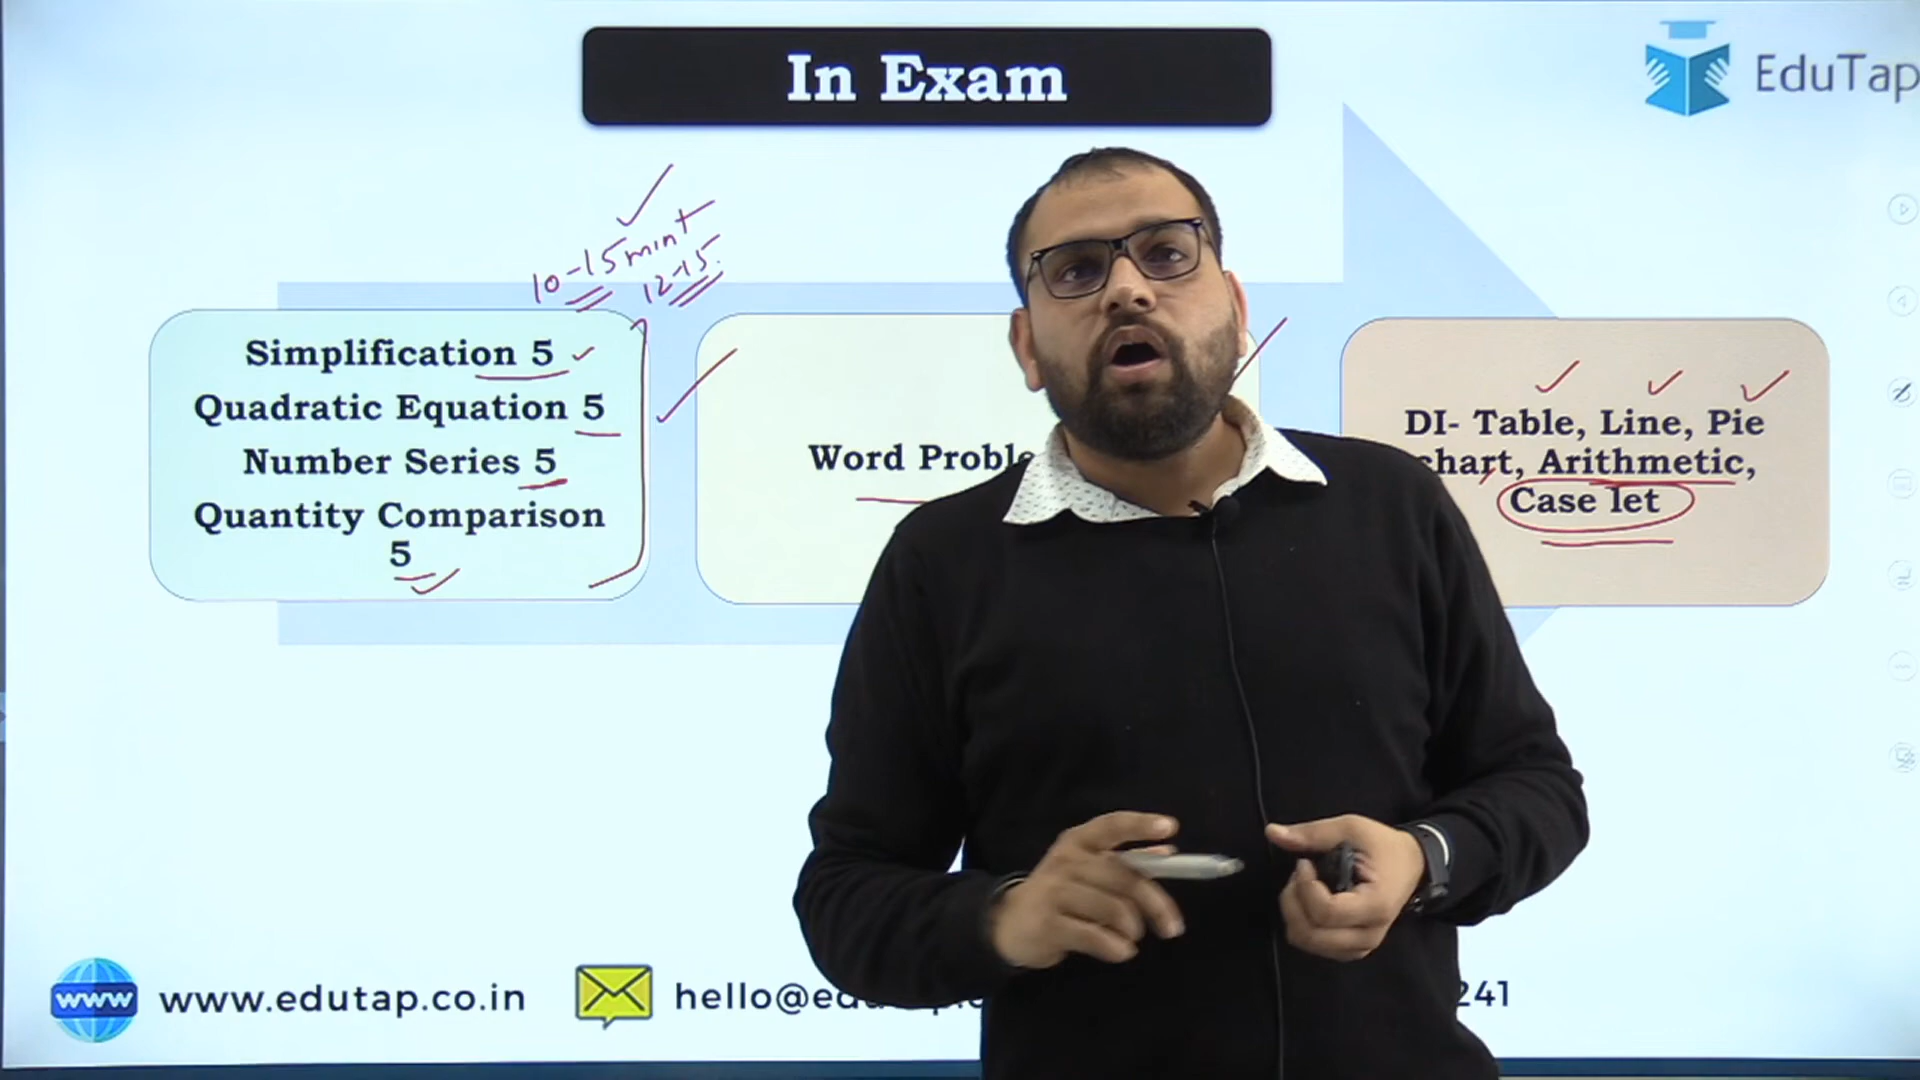 In Exam
EduTap
10-15 mint
12-15
Simplification 5
Quadratic Equation 5
Number Series 5
Quantity Comparison
5
Word Proble
DI- Table, Line, Pie
chart, Arithmetic,
Case let
www
www.edutap.co.in
hello@ed
241